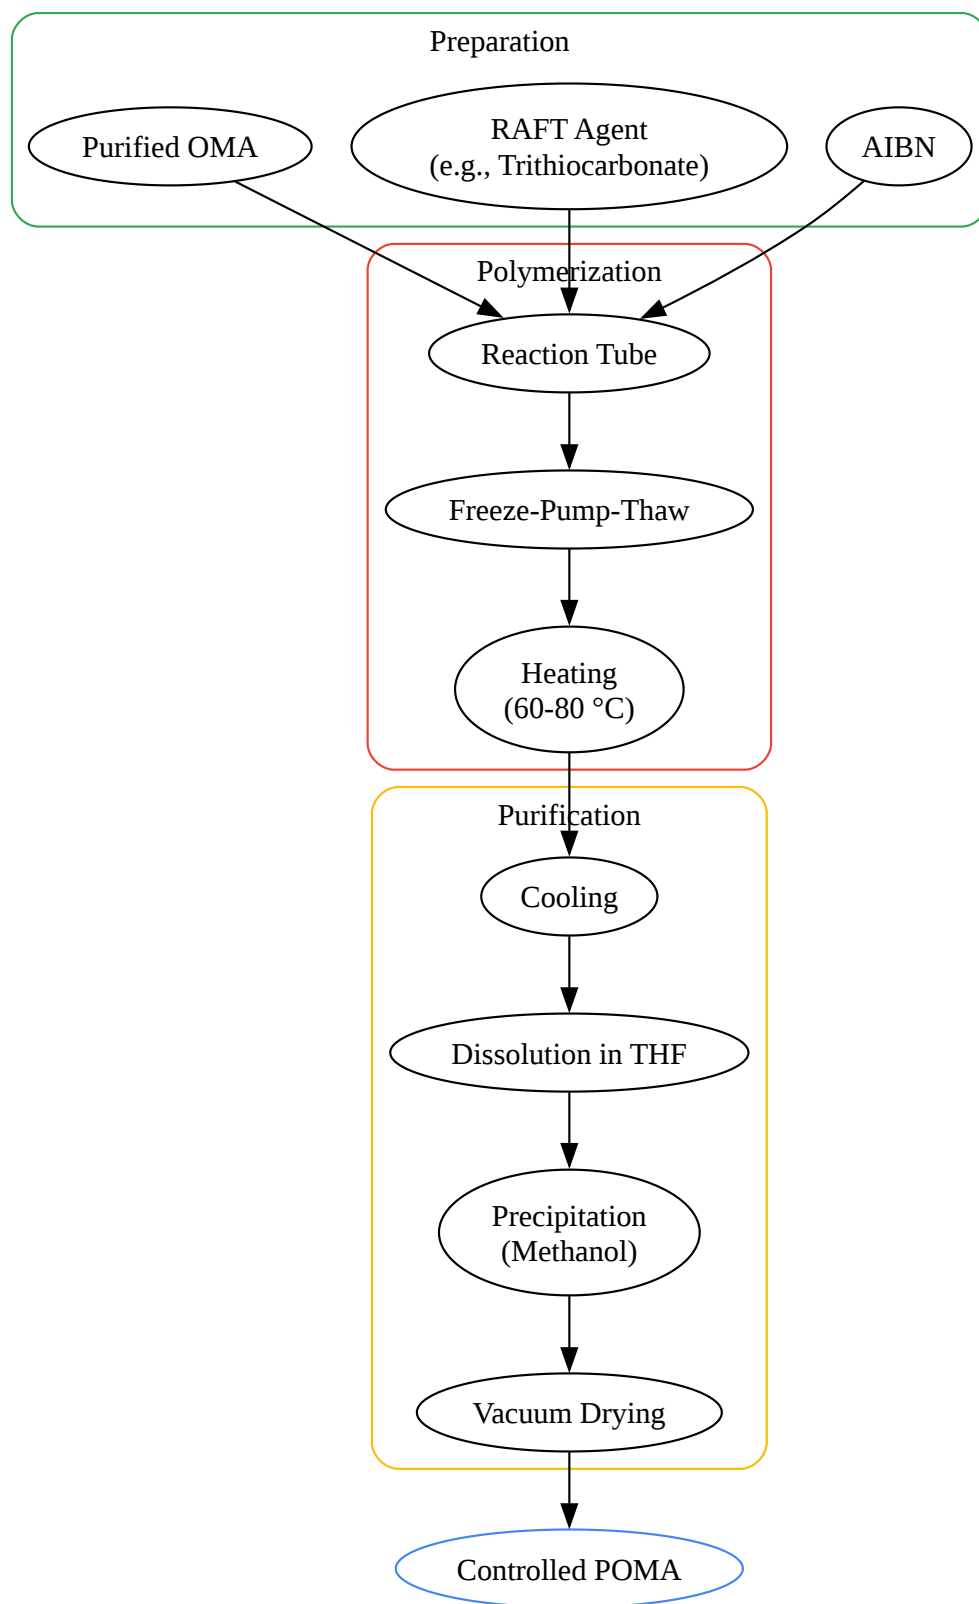 Preparation
Purified OMA
RAFT Agent
(e.g., Trithiocarbonate)
AIBN
Polymerization
Reaction Tube
Freeze-Pump-Thaw
Heating
(60-80 °C)
Purification
Cooling
Dissolution in THF
Precipitation
(Methanol)
Vacuum Drying
Controlled POMA